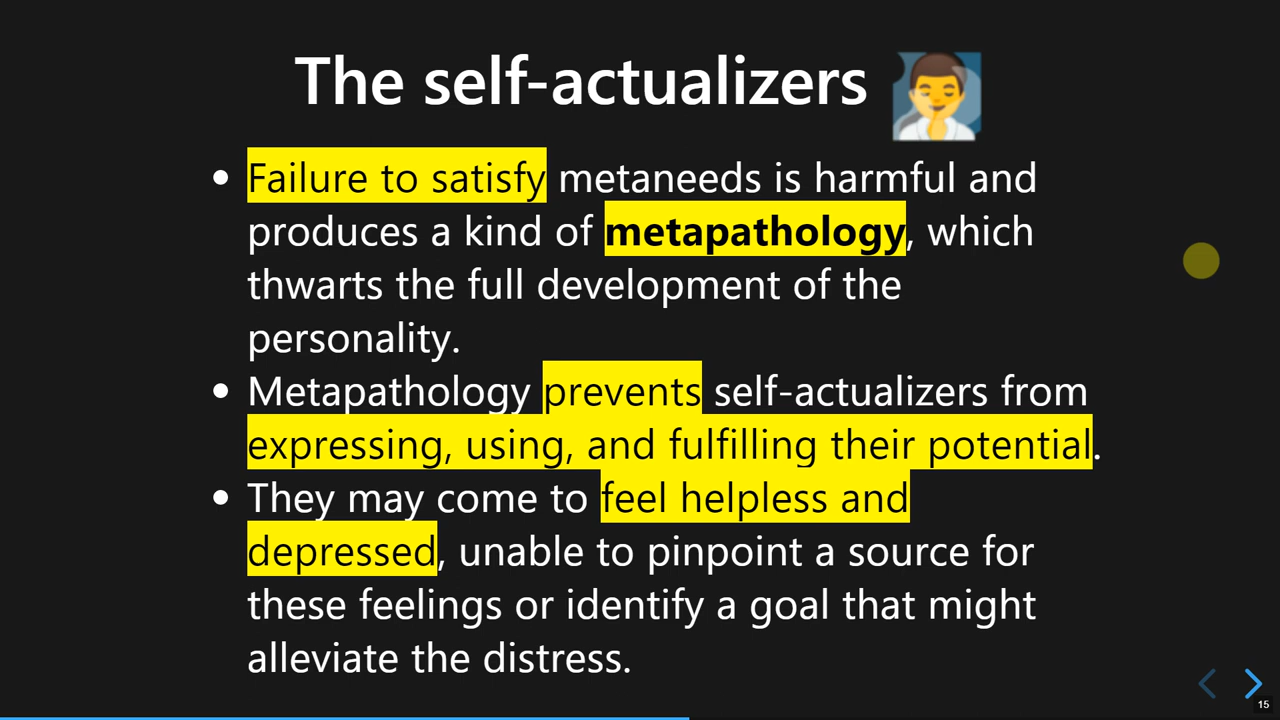 The self-actualizers
• Failure to satisfy metaneeds is harmful and
produces a kind of metapathology, which
thwarts the full development of the
personality.
• Metapathology prevents self-actualizers from
expressing, using, and fulfilling their potential.
• They may come to feel helpless and
depressed, unable to pinpoint a source for
these feelings or identify a goal that might
alleviate the distress.
15